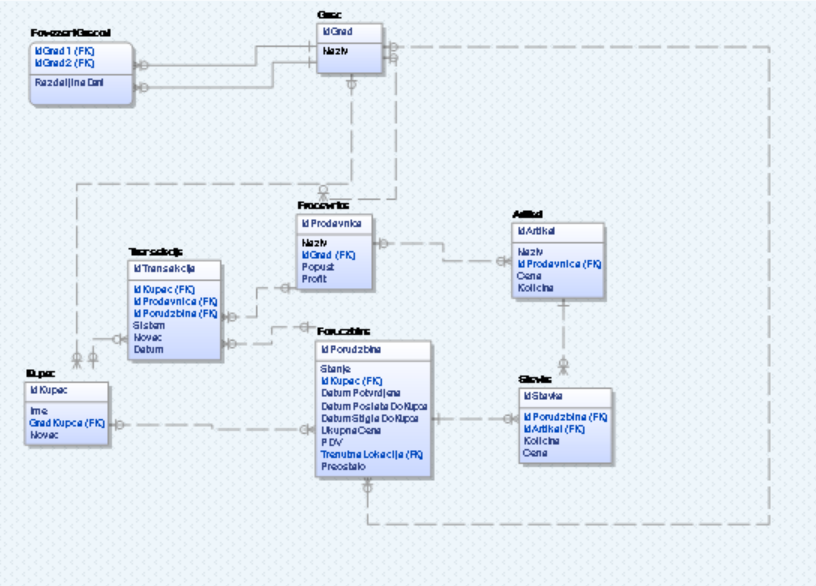 Grad
IdGrad
Naziv
PovezaniGradovi
IdGrad1 (FK)
IdGrad2 (FK)
RazdaljinaDani
Prodavnica
IdProdavnica
Naziv
IdGrad (FK)
Popust
Profit
Artikal
IdArtikal
Naziv
IdProdavnica (FK)
Cena
Kolicina
Transakcija
IdTransakcija
IdKupac (FK)
IdProdavnica (FK)
IdPorudzbina (FK)
Sistem
Novac
Datum
Porudzbina
IdPorudzbina
Stanje
IdKupac (FK)
DatumPotvrdjena
DatumPoslataDoKupca
DatumStiglaDoKupca
UkupnaCena
PDV
TrenutnaLokacija (FK)
Preostalo
Kupac
IdKupac
Ime
GradKupca (FK)
Novac
Stavka
IdStavka
IdPorudzbina (FK)
IdArtikal (FK)
Kolicina
Cena